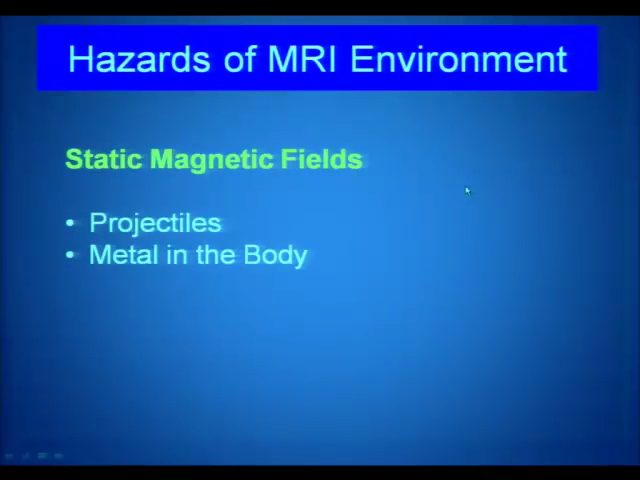 Hazards of MRI Environment
Static Magnetic Fields
• Projectiles
• Metal in the Body